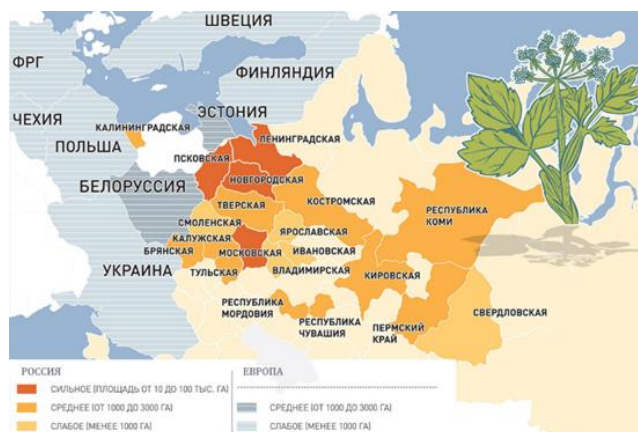 ШВЕЦИЯ
ФРГ
ФИНЛЯНДИЯ
ЧЕХИЯ
ЭСТОНИЯ
КАЛИНИНГРАДСКАЯ
ЛЕНИНГРАДСКАЯ
ПОЛЬША
ПСКОВСКАЯ
НОВГОРОДСКАЯ
БЕЛОРУССИЯ
ТВЕРСКАЯ
КОСТРОМСКАЯ
РЕСПУБЛИКА
КОМИ
СМОЛЕНСКАЯ
ЯРОСЛАВСКАЯ
КАЛУЖСКАЯ
БРЯНСКАЯ
МОСКОВСКАЯ
ИВАНОВСКАЯ
УКРАИНА
ТУЛЬСКАЯ
ВЛАДИМИРСКАЯ
КИРОВСКАЯ
РЕСПУБЛИКА
МОРДОВИЯ
РЕСПУБЛИКА
ЧУВАШИЯ
ПЕРМСКИЙ
КРАЙ
СВЕРДЛОВСКАЯ
РОССИЯ
СИЛЬНОЕ (ПЛОЩАДЬ ОТ 10 ДО 100 ТЫС. ГА)
СРЕДНЕЕ (ОТ 1000 ДО 3000 ГА)
СЛАБОЕ (МЕНЕЕ 1000 ГА)
ЕВРОПА
СРЕДНЕЕ (ОТ 1000 ДО 3000 ГА)
СЛАБОЕ (МЕНЕЕ 1000 ГА)